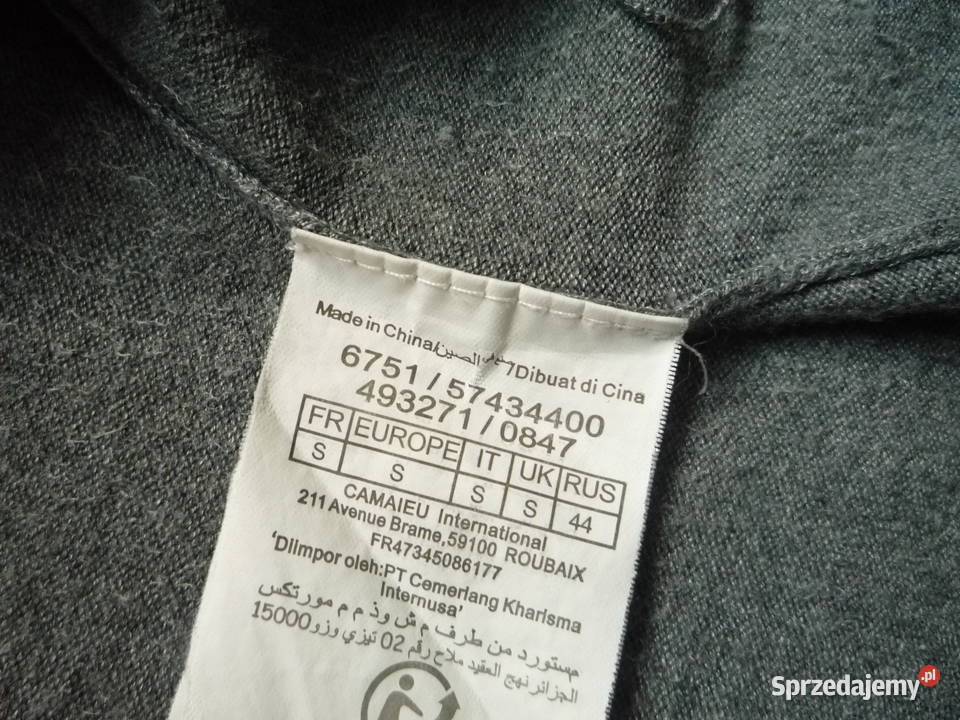 Made in China/صنع في الصين/Dibuat di Cina
6751/57434400
493271/0847
FR EUROPE IT UK RUS
S S S S 44
CAMAIEU International
211 Avenue Brame,59100 ROUBAIX
FR47345086177
'Diimpor oleh:PT Cemerlang Kharisma
Internusa'
مستورد من طرف م ش وذ م م مورتكس
الجزائر نهج العقيد ملاح رقم 02 تيزي وزو 15000
Sprzedajemy.pl